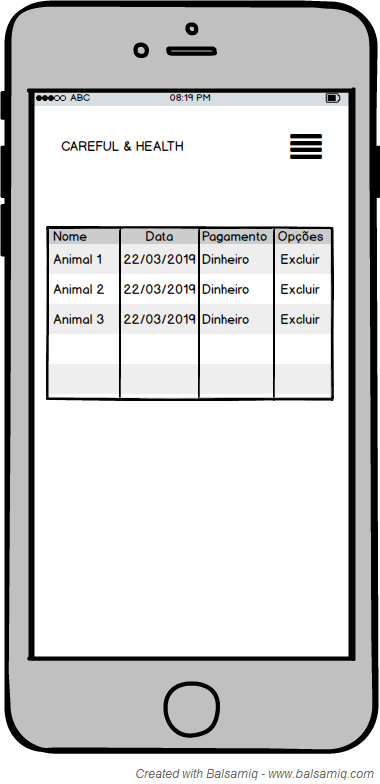 ABC 08:19 PM
CAREFUL & HEALTH
Nome Data Pagamento Opções
Animal 1 22/03/2019 Dinheiro Excluir
Animal 2 22/03/2019 Dinheiro Excluir
Animal 3 22/03/2019 Dinheiro Excluir
Created with Balsamiq - www.balsamiq.com